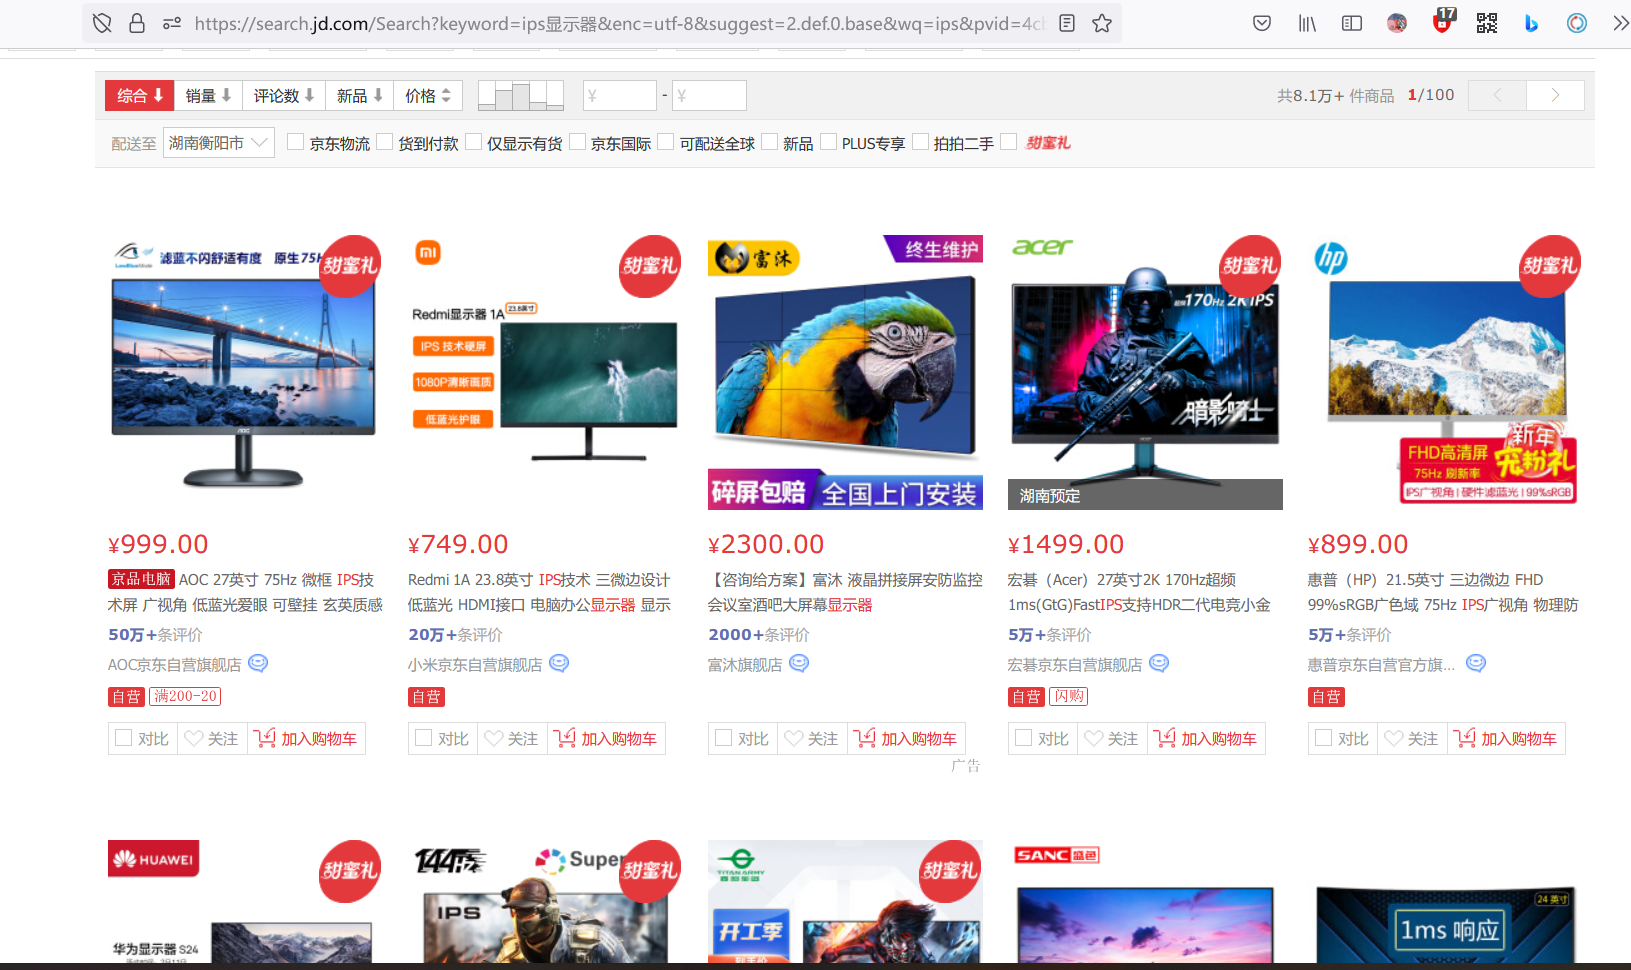 https://search.jd.com/Search?keyword=ips显示器&enc=utf-8&suggest=2.def.0.base&wq=ips&pvid=4c
17
综合 销量 评论数 新品 价格 ¥ - ¥ 共8.1万+ 件商品 1/100 < >
配送至 湖南衡阳市 京东物流 货到付款 仅显示有货 京东国际 可配送全球 新品 PLUS专享 拍拍二手 甜蜜礼
滤蓝不闪舒适有度 原生75H
甜蜜礼
AOC
¥999.00
京品电脑 AOC 27英寸 75Hz 微框 IPS技
术屏 广视角 低蓝光爱眼 可壁挂 玄英质感
50万+条评价
AOC京东自营旗舰店
自营 满200-20
对比 关注 加入购物车
mi
甜蜜礼
Redmi显示器 1A 23.8英寸
IPS 技术硬屏
1080P清晰画质
低蓝光护眼
¥749.00
Redmi 1A 23.8英寸 IPS技术 三微边设计
低蓝光 HDMI接口 电脑办公显示器 显示
20万+条评价
小米京东自营旗舰店
自营
对比 关注 加入购物车
富沐
终生维护
碎屏包赔 全国上门安装
¥2300.00
【咨询给方案】富沐 液晶拼接屏安防监控
会议室酒吧大屏幕显示器
2000+条评价
富沐旗舰店
对比 关注 加入购物车
广告
acer
甜蜜礼
170Hz 2K IPS
暗影骑士
湖南预定
¥1499.00
宏碁（Acer）27英寸2K 170Hz超频
1ms(GtG)FastIPS支持HDR二代电竞小金
5万+条评价
宏碁京东自营旗舰店
自营 闪购
对比 关注 加入购物车
hp
甜蜜礼
FHD高清屏
75Hz 刷新率
新年
宠粉礼
IPS广视角 | 硬件滤蓝光 | 99%sRGB
¥899.00
惠普（HP）21.5英寸 三边微边 FHD
99%sRGB广色域 75Hz IPS广视角 物理防
5万+条评价
惠普京东自营官方旗...
自营
对比 关注 加入购物车
HUAWEI
甜蜜礼
华为显示器 S24
Super
甜蜜礼
IPS
TITAN ARMY
甜蜜礼
开工季
SANC 盛色
24 英寸
1ms 响应